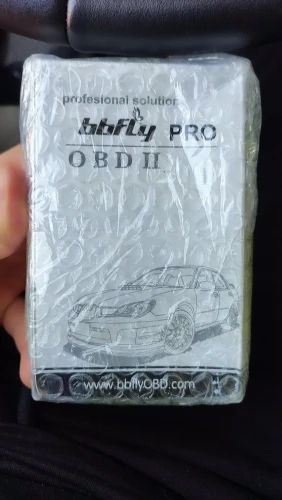 profesional solution
bbFly PRO
OBD II
www.bbflyOBD.com